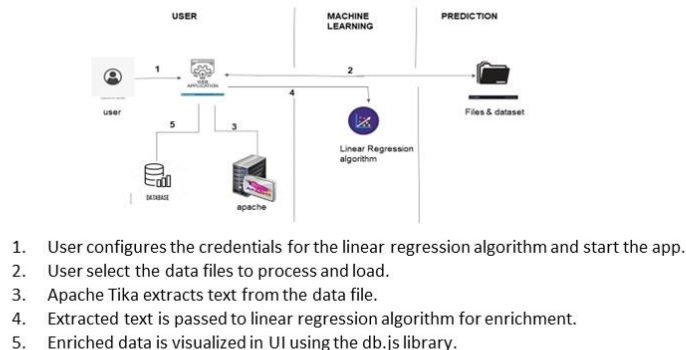 USER
MACHINE
LEARNING
PREDICTION
1
2
WEB
APPLICATION
4
user
Files & dataset
5
3
Linear Regression
algorithm
DATABASE
apache
1. User configures the credentials for the linear regression algorithm and start the app.
2. User select the data files to process and load.
3. Apache Tika extracts text from the data file.
4. Extracted text is passed to linear regression algorithm for enrichment.
5. Enriched data is visualized in UI using the db.js library.